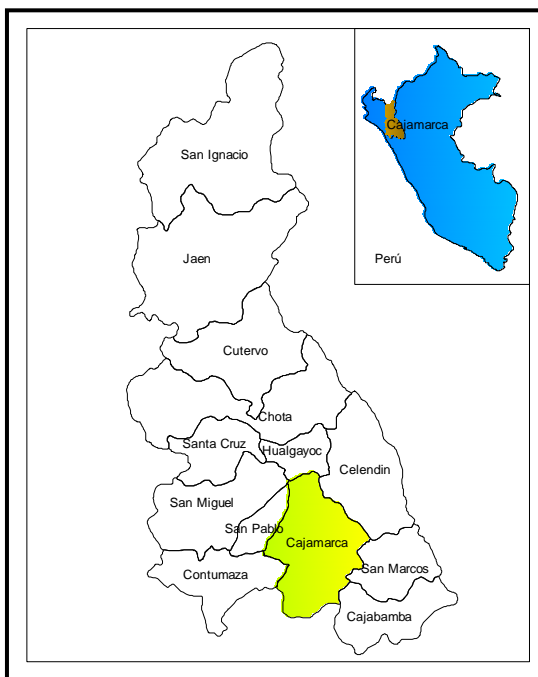 San Ignacio
Cajamarca
Perú
Jaen
Cutervo
Chota
Santa Cruz
Hualgayoc
Celendin
San Miguel
San Pablo
Cajamarca
San Marcos
Contumaza
Cajabamba